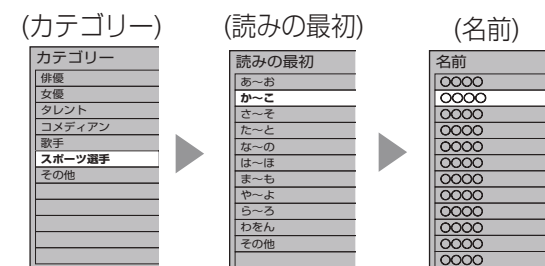 (カテゴリー)
カテゴリー
俳優
女優
タレント
コメディアン
歌手
スポーツ選手
その他
(読みの最初)
読みの最初
あ〜お
か〜こ
さ〜そ
た〜と
な〜の
は〜ほ
ま〜も
や〜よ
ら〜ろ
わをん
その他
(名前)
名前
○○○○
○○○○
○○○○
○○○○
○○○○
○○○○
○○○○
○○○○
○○○○
○○○○
○○○○
○○○○